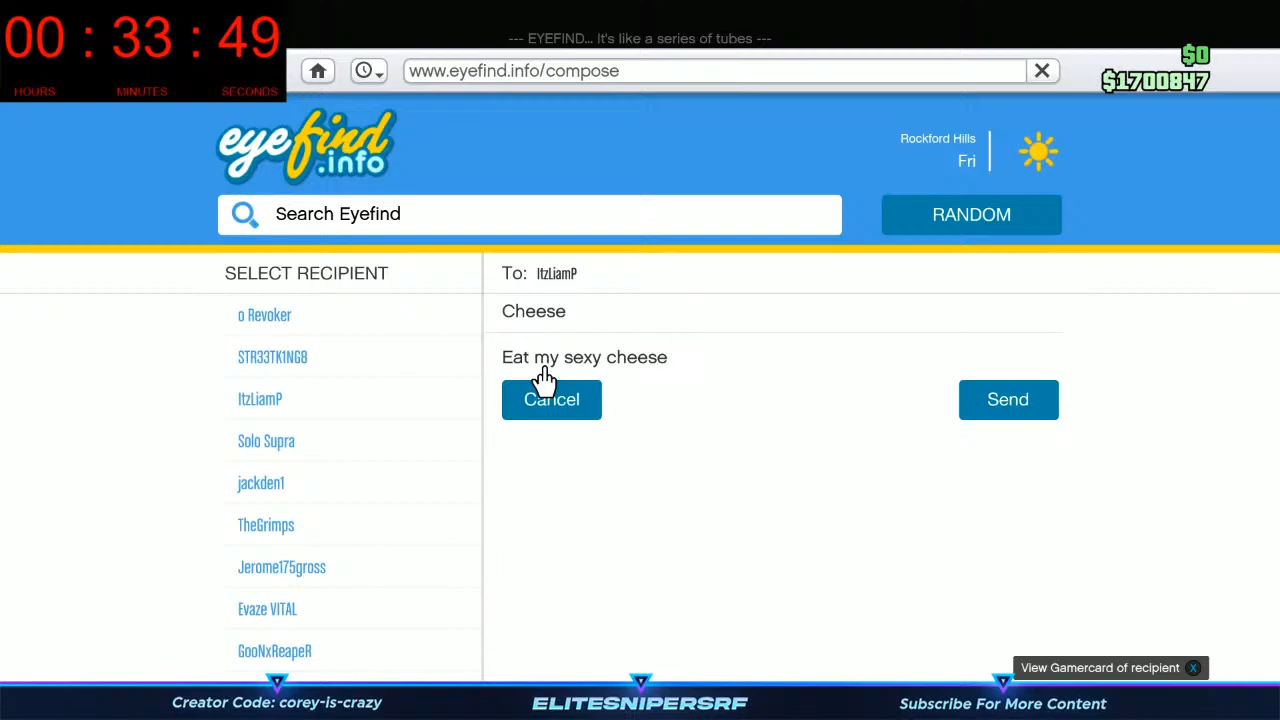 00 : 33 : 49
HOURS MINUTES SECONDS
--- EYEFIND... It's like a series of tubes ---
www.eyefind.info/compose
$0
$1700847
eyefind.info
Rockford Hills
Fri
Search Eyefind
RANDOM
SELECT RECIPIENT
To: ItzLiamP
o Revoker
Cheese
STR33TK1NG8
Eat my sexy cheese
ItzLiamP
Cancel
Send
Solo Supra
jackden1
TheGrimps
Jerome175gross
Evaze VITAL
GooNxReapeR
View Gamercard of recipient X
Creator Code: corey-is-crazy
ELITESNIPERSRF
Subscribe For More Content